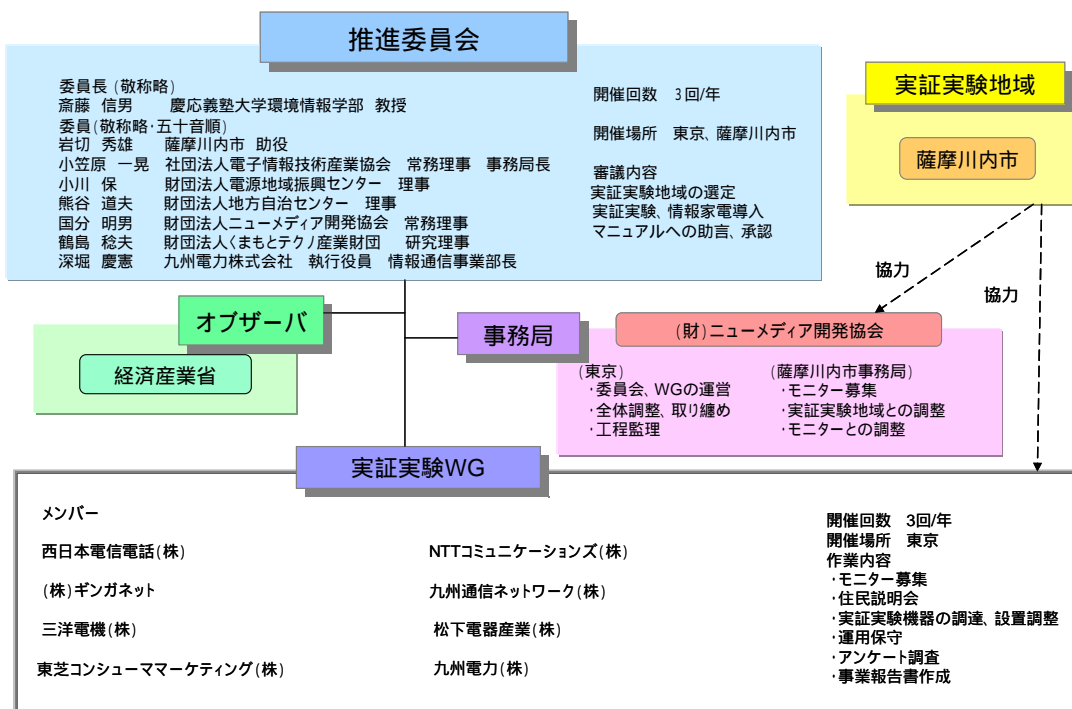 推進委員会
委員長 (敬称略)
斎藤 信男 慶応義塾大学環境情報学部 教授
委員(敬称略・五十音順)
岩切 秀雄 薩摩川内市 助役
小笠原 一晃 社団法人電子情報技術産業協会 常務理事 事務局長
小川 保 財団法人電源地域振興センター 理事
熊谷 道夫 財団法人地方自治センター 理事
国分 明男 財団法人ニューメディア開発協会 常務理事
鶴島 稔夫 財団法人くまもとテクノ産業財団 研究理事
深堀 慶憲 九州電力株式会社 執行役員 情報通信事業部長
開催回数 3回/年
開催場所 東京、薩摩川内市
審議内容
実証実験地域の選定
実証実験、情報家電導入
マニュアルへの助言、承認
実証実験地域
薩摩川内市
協力
協力
オブザーバ
経済産業省
事務局
(財)ニューメディア開発協会
(東京)
・委員会、WGの運営
・全体調整、取り纏め
・工程監理
(薩摩川内市事務局)
・モニター募集
・実証実験地域との調整
・モニターとの調整
実証実験WG
メンバー
西日本電信電話(株)
(株)ギンガネット
三洋電機(株)
東芝コンシューママーケティング(株)
NTTコミュニケーションズ(株)
九州通信ネットワーク(株)
松下電器産業(株)
九州電力(株)
開催回数 3回/年
開催場所 東京
作業内容
・モニター募集
・住民説明会
・実証実験機器の調達、設置調整
・運用保守
・アンケート調査
・事業報告書作成